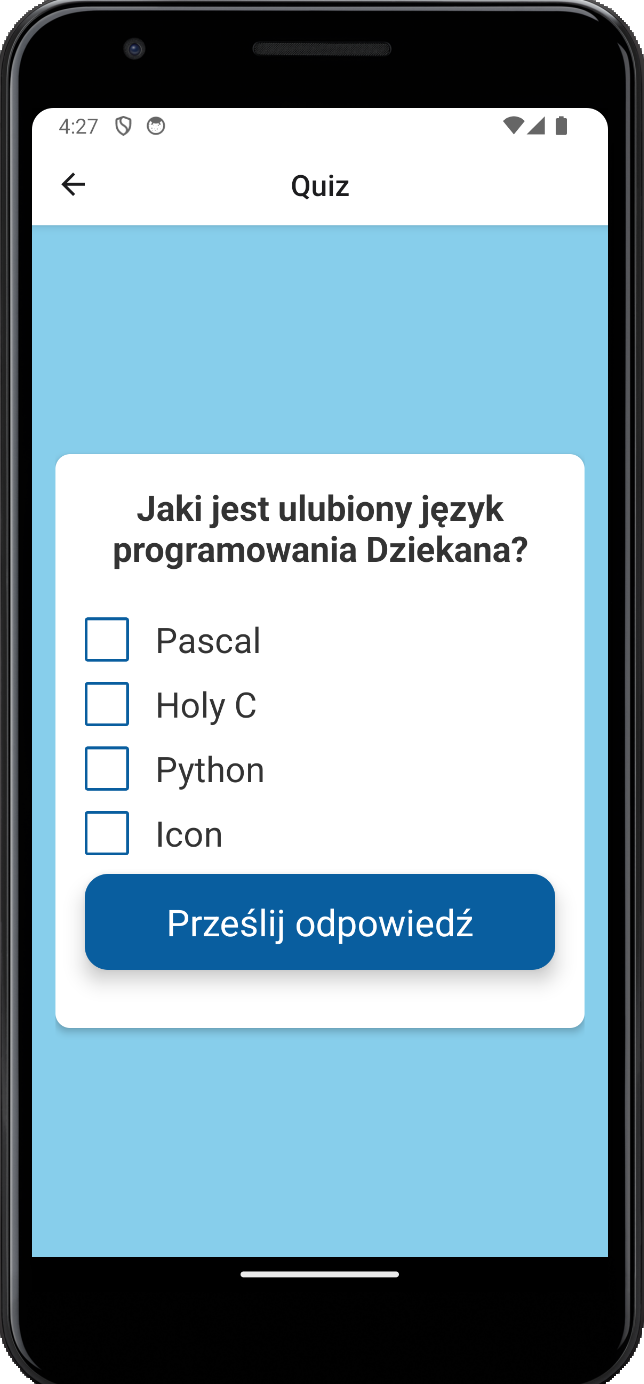 4:27
Quiz
Jaki jest ulubiony język
programowania Dziekana?
Pascal
Holy C
Python
Icon
Prześlij odpowiedź